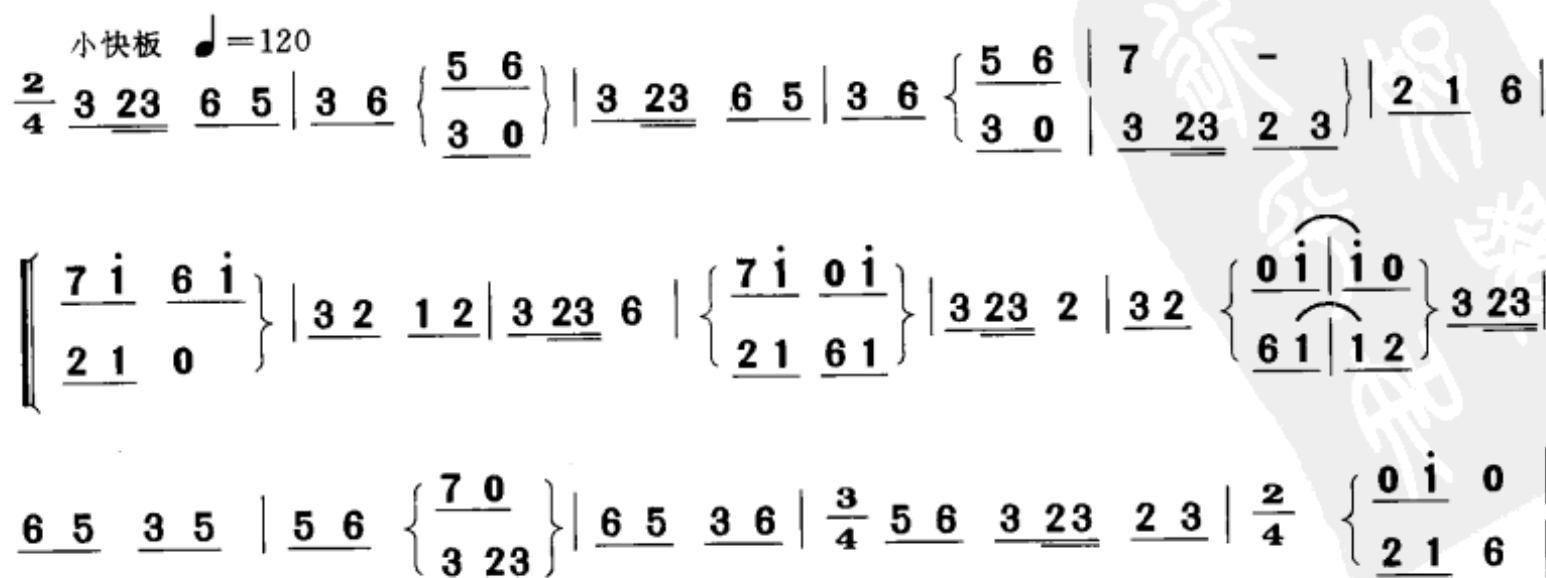 小快板 ♩=120
2/4 3 23 6 5 | 3 6 { 5 6 / 3 0 } | 3 23 6 5 | 3 6 { 5 6 | 7 - / 3 0 | 3 23 2 3 } | 2 1 6 |
{ 7 i̇ 6 i̇ / 2 1 0 } | 3 2 1 2 | 3 23 6 | { 7 i̇ 0 i̇ / 2 1 6 1 } | 3 23 2 | 3 2 { 0 i̇ | i̇ 0 / 6 1 | 1 2 } 3 23 |
6 5 3 5 | 5 6 { 7 0 / 3 23 } | 6 5 3 6 | 3/4 5 6 3 23 2 3 | 2/4 { 0 i̇ 0 / 2 1 6